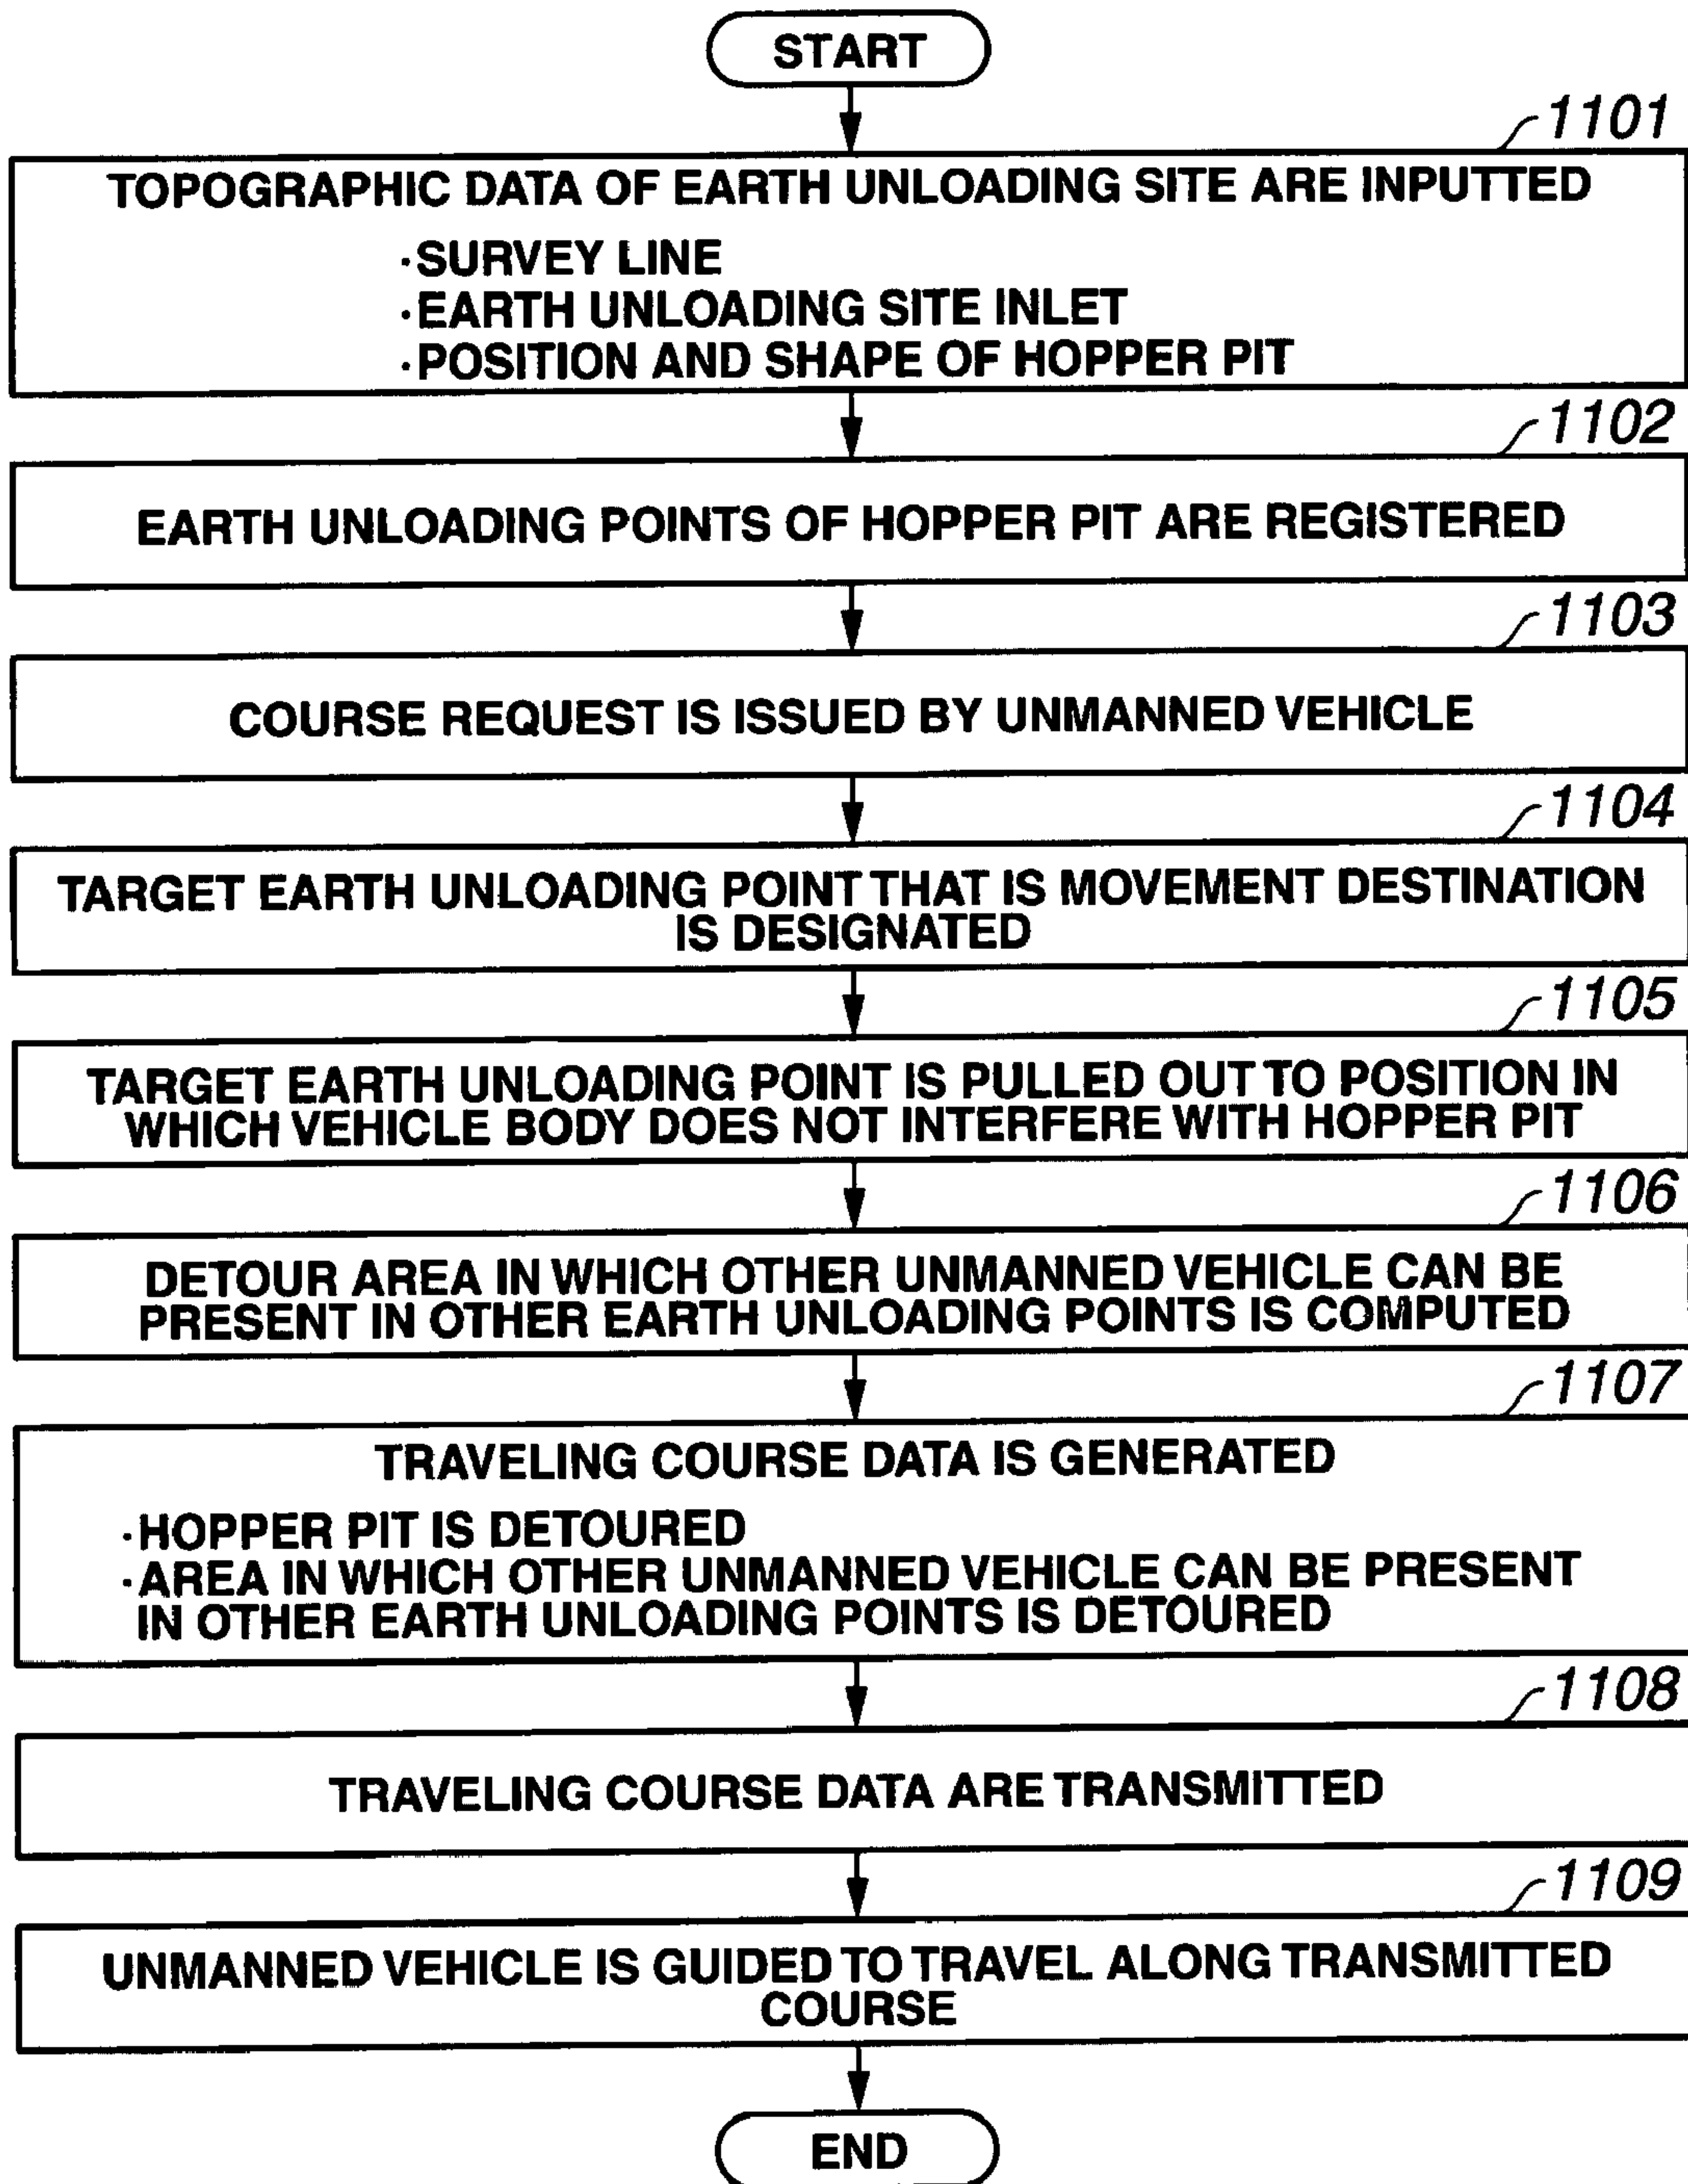 START
1101
TOPOGRAPHIC DATA OF EARTH UNLOADING SITE ARE INPUTTED
·SURVEY LINE
·EARTH UNLOADING SITE INLET
·POSITION AND SHAPE OF HOPPER PIT
1102
EARTH UNLOADING POINTS OF HOPPER PIT ARE REGISTERED
1103
COURSE REQUEST IS ISSUED BY UNMANNED VEHICLE
1104
TARGET EARTH UNLOADING POINT THAT IS MOVEMENT DESTINATION
IS DESIGNATED
1105
TARGET EARTH UNLOADING POINT IS PULLED OUT TO POSITION IN
WHICH VEHICLE BODY DOES NOT INTERFERE WITH HOPPER PIT
1106
DETOUR AREA IN WHICH OTHER UNMANNED VEHICLE CAN BE
PRESENT IN OTHER EARTH UNLOADING POINTS IS COMPUTED
1107
TRAVELING COURSE DATA IS GENERATED
·HOPPER PIT IS DETOURED
·AREA IN WHICH OTHER UNMANNED VEHICLE CAN BE PRESENT
IN OTHER EARTH UNLOADING POINTS IS DETOURED
1108
TRAVELING COURSE DATA ARE TRANSMITTED
1109
UNMANNED VEHICLE IS GUIDED TO TRAVEL ALONG TRANSMITTED
COURSE
END